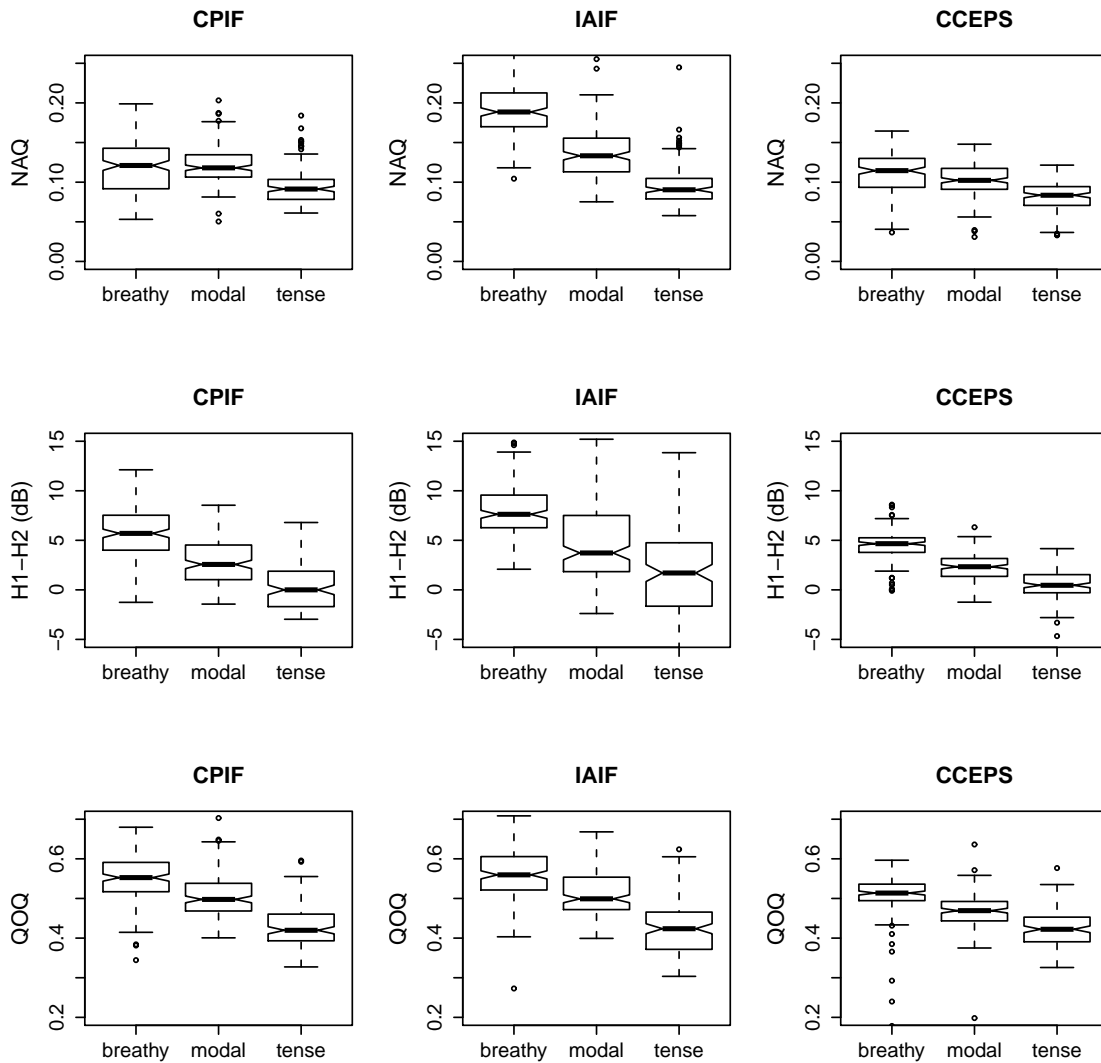 CPIF
IAIF
CCEPS
NAQ
0.00
0.10
0.20
breathy
modal
tense
NAQ
0.00
0.10
0.20
breathy
modal
tense
NAQ
0.00
0.10
0.20
breathy
modal
tense
CPIF
IAIF
CCEPS
H1−H2 (dB)
−5
0
5
10
15
breathy
modal
tense
H1−H2 (dB)
−5
0
5
10
15
breathy
modal
tense
H1−H2 (dB)
−5
0
5
10
15
breathy
modal
tense
CPIF
IAIF
CCEPS
QOQ
0.2
0.4
0.6
breathy
modal
tense
QOQ
0.2
0.4
0.6
breathy
modal
tense
QOQ
0.2
0.4
0.6
breathy
modal
tense